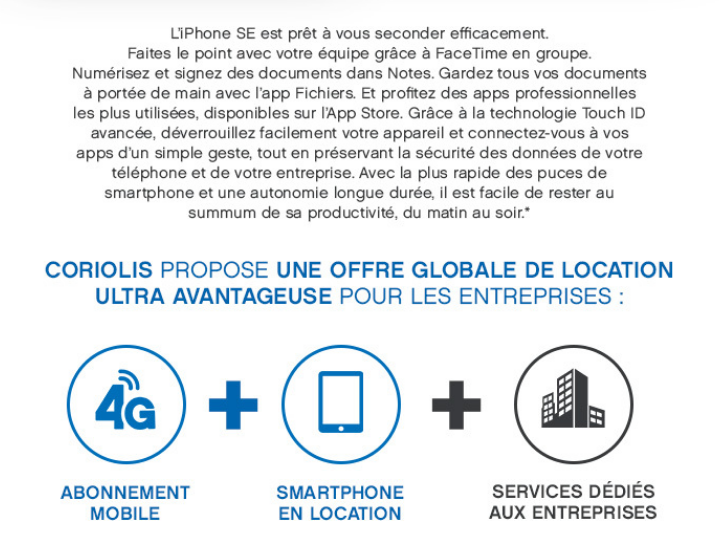 L'iPhone SE est prêt à vous seconder efficacement.
Faites le point avec votre équipe grâce à FaceTime en groupe.
Numérisez et signez des documents dans Notes. Gardez tous vos documents
à portée de main avec l'app Fichiers. Et profitez des apps professionnelles
les plus utilisées, disponibles sur l'App Store. Grâce à la technologie Touch ID
avancée, déverrouillez facilement votre appareil et connectez-vous à vos
apps d'un simple geste, tout en préservant la sécurité des données de votre
téléphone et de votre entreprise. Avec la plus rapide des puces de
smartphone et une autonomie longue durée, il est facile de rester au
summum de sa productivité, du matin au soir.*
CORIOLIS PROPOSE UNE OFFRE GLOBALE DE LOCATION
ULTRA AVANTAGEUSE POUR LES ENTREPRISES :
4G
ABONNEMENT
MOBILE
SMARTPHONE
EN LOCATION
SERVICES DÉDIÉS
AUX ENTREPRISES